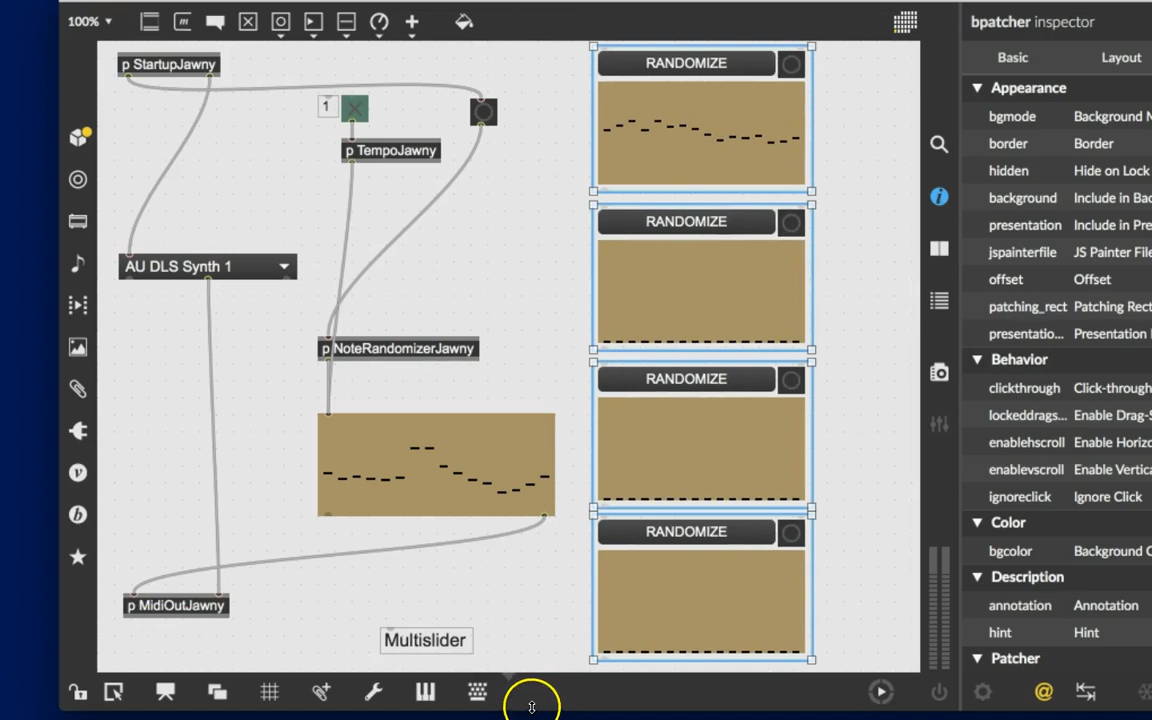 100%
m
bpatcher inspector
Basic
Layout
p StartupJawny
1
p TempoJawny
AU DLS Synth 1
p NoteRandomizerJawny
p MidiOutJawny
Multislider
RANDOMIZE
RANDOMIZE
RANDOMIZE
RANDOMIZE
Appearance
bgmode Background M
border Border
hidden Hide on Lock
background Include in Bac
presentation Include in Pre
jspainterfile JS Painter File
offset Offset
patching_rect Patching Rect
presentatio... Presentation
Behavior
clickthrough Click-through
lockeddrags... Enable Drag-S
enablehscroll Enable Horizo
enablevscroll Enable Vertica
ignoreclick Ignore Click
Color
bgcolor Background C
Description
annotation Annotation
hint Hint
Patcher